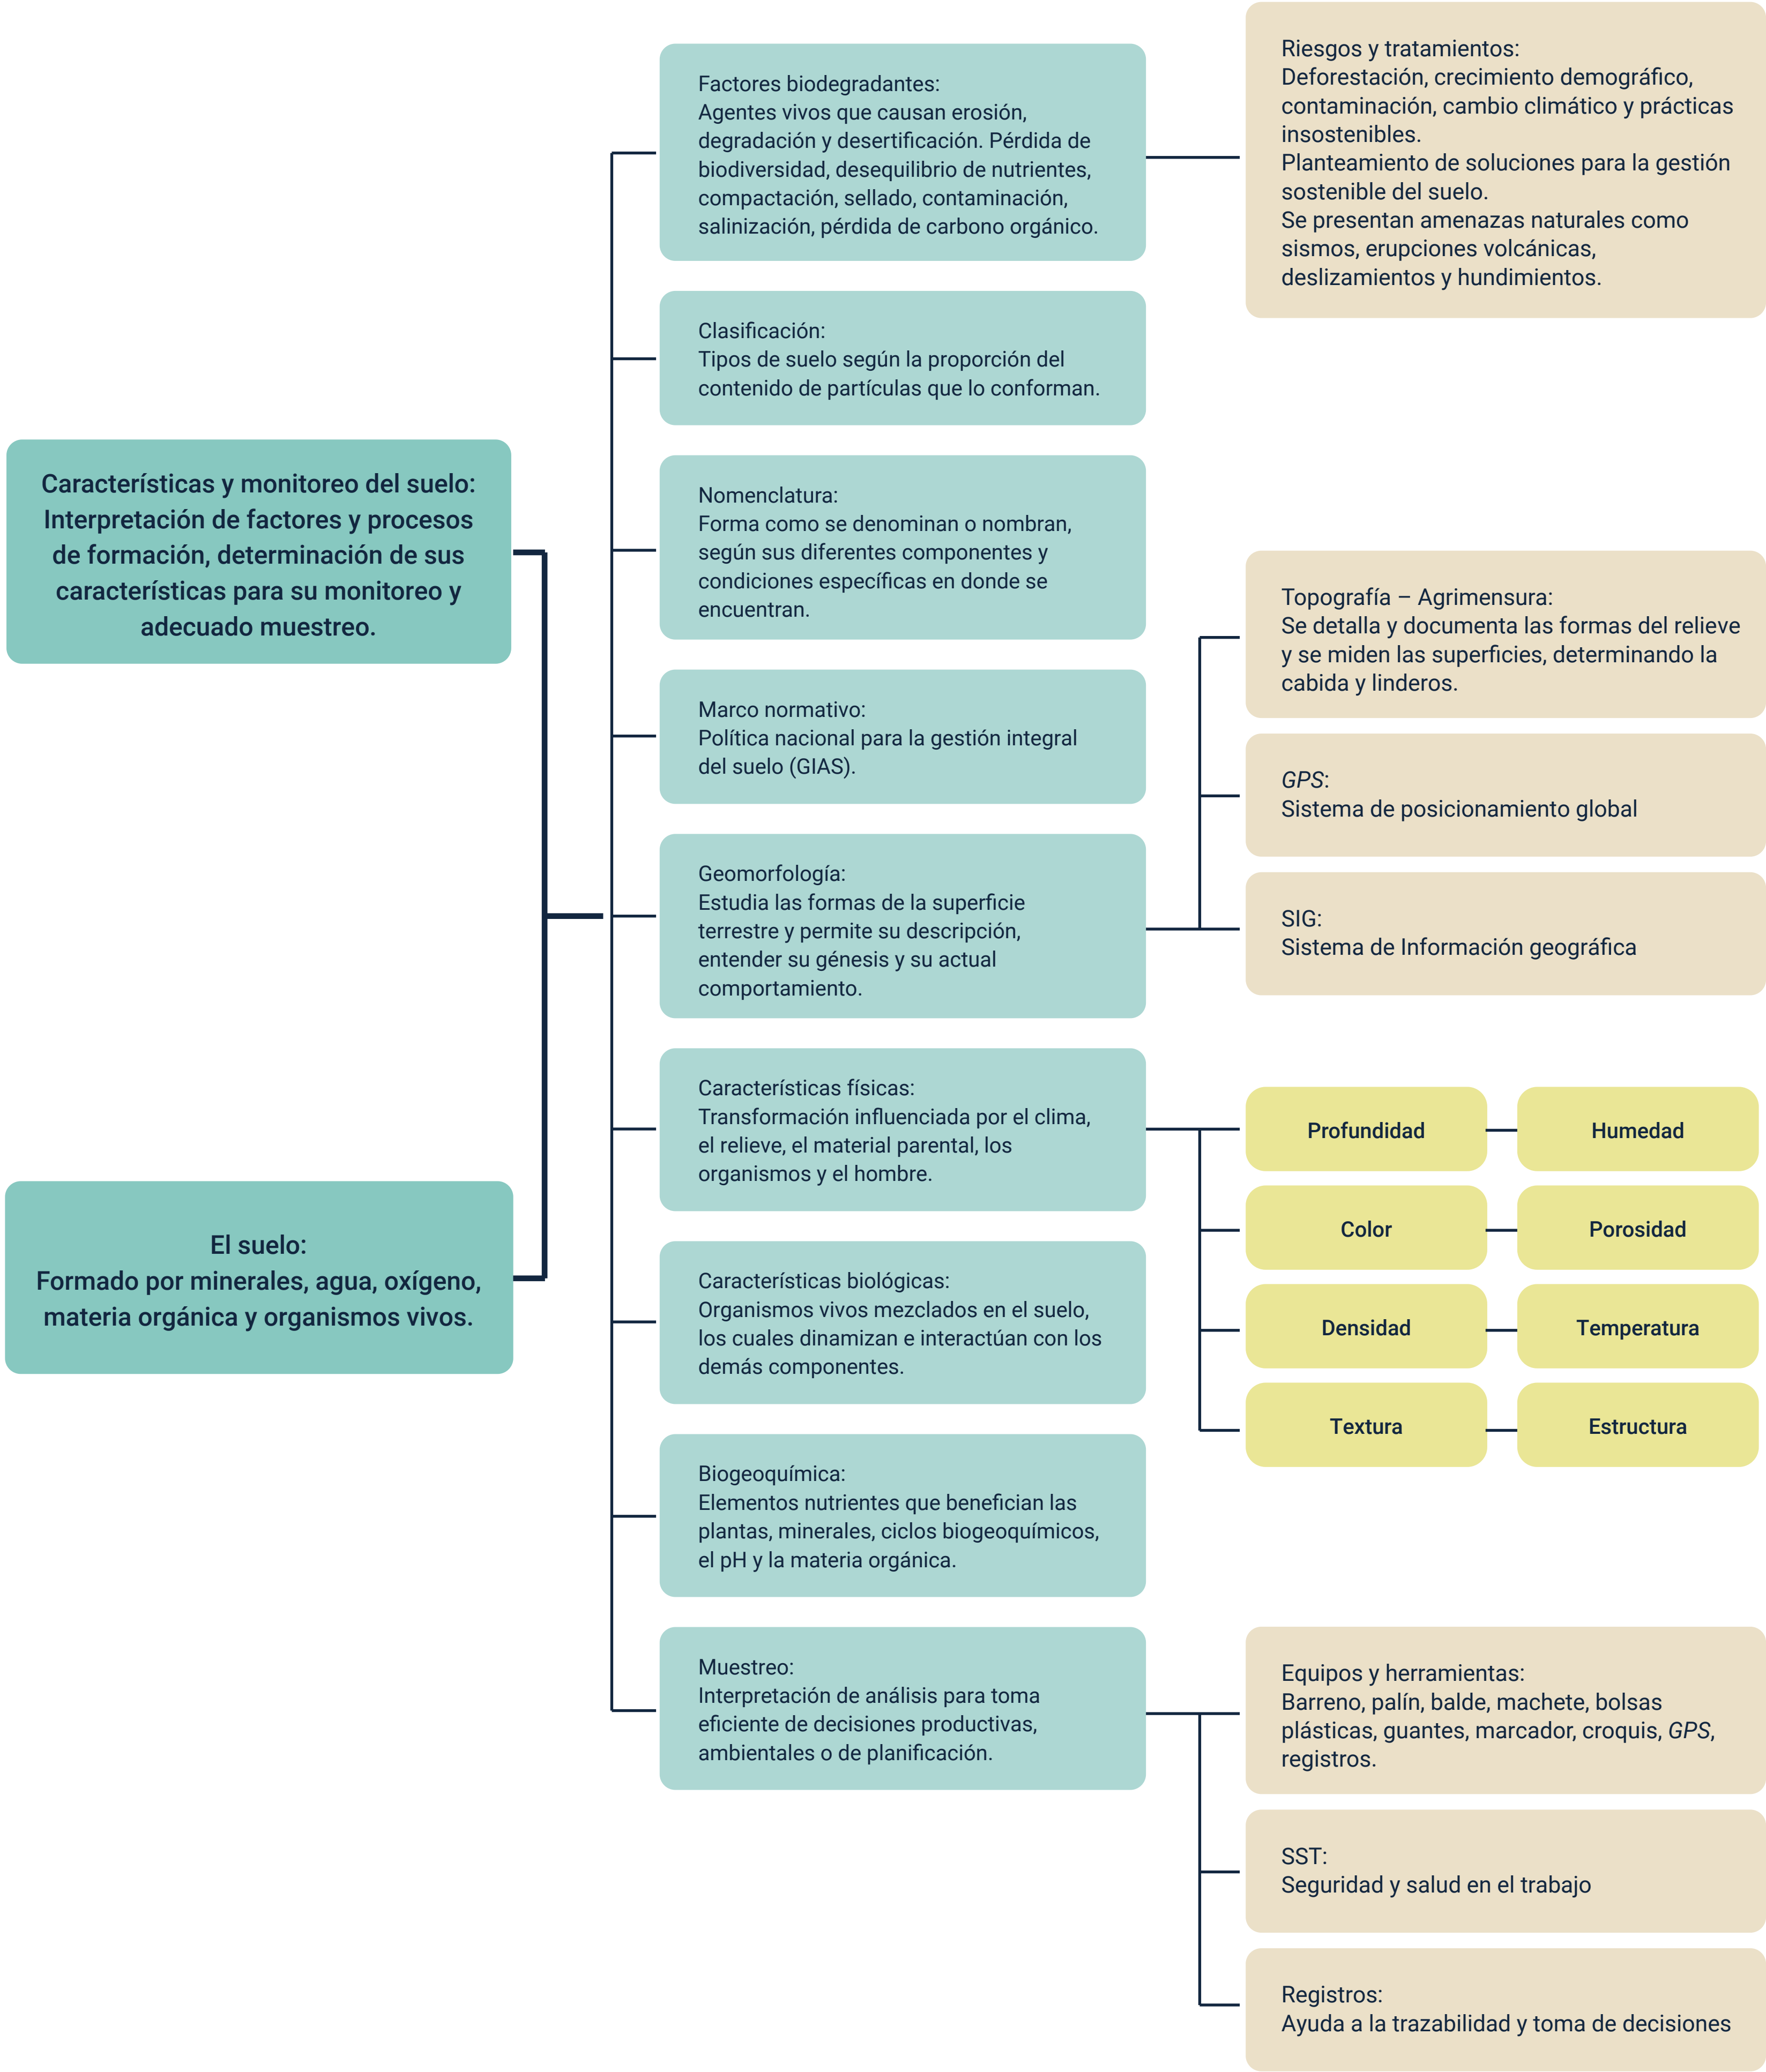 Características y monitoreo del suelo:
Interpretación de factores y procesos
de formación, determinación de sus
características para su monitoreo y
adecuado muestreo.
El suelo:
Formado por minerales, agua, oxígeno,
materia orgánica y organismos vivos.
Factores biodegradantes:
Agentes vivos que causan erosión,
degradación y desertificación. Pérdida de
biodiversidad, desequilibrio de nutrientes,
compactación, sellado, contaminación,
salinización, pérdida de carbono orgánico.
Riesgos y tratamientos:
Deforestación, crecimiento demográfico,
contaminación, cambio climático y prácticas
insostenibles.
Planteamiento de soluciones para la gestión
sostenible del suelo.
Se presentan amenazas naturales como
sismos, erupciones volcánicas,
deslizamientos y hundimientos.
Clasificación:
Tipos de suelo según la proporción del
contenido de partículas que lo conforman.
Nomenclatura:
Forma como se denominan o nombran,
según sus diferentes componentes y
condiciones específicas en donde se
encuentran.
Marco normativo:
Política nacional para la gestión integral
del suelo (GIAS).
Geomorfología:
Estudia las formas de la superficie
terrestre y permite su descripción,
entender su génesis y su actual
comportamiento.
Topografía – Agrimensura:
Se detalla y documenta las formas del relieve
y se miden las superficies, determinando la
cabida y linderos.
GPS:
Sistema de posicionamiento global
SIG:
Sistema de Información geográfica
Características físicas:
Transformación influenciada por el clima,
el relieve, el material parental, los
organismos y el hombre.
Profundidad
Humedad
Color
Porosidad
Densidad
Temperatura
Textura
Estructura
Características biológicas:
Organismos vivos mezclados en el suelo,
los cuales dinamizan e interactúan con los
demás componentes.
Biogeoquímica:
Elementos nutrientes que benefician las
plantas, minerales, ciclos biogeoquímicos,
el pH y la materia orgánica.
Muestreo:
Interpretación de análisis para toma
eficiente de decisiones productivas,
ambientales o de planificación.
Equipos y herramientas:
Barreno, palín, balde, machete, bolsas
plásticas, guantes, marcador, croquis, GPS,
registros.
SST:
Seguridad y salud en el trabajo
Registros:
Ayuda a la trazabilidad y toma de decisiones